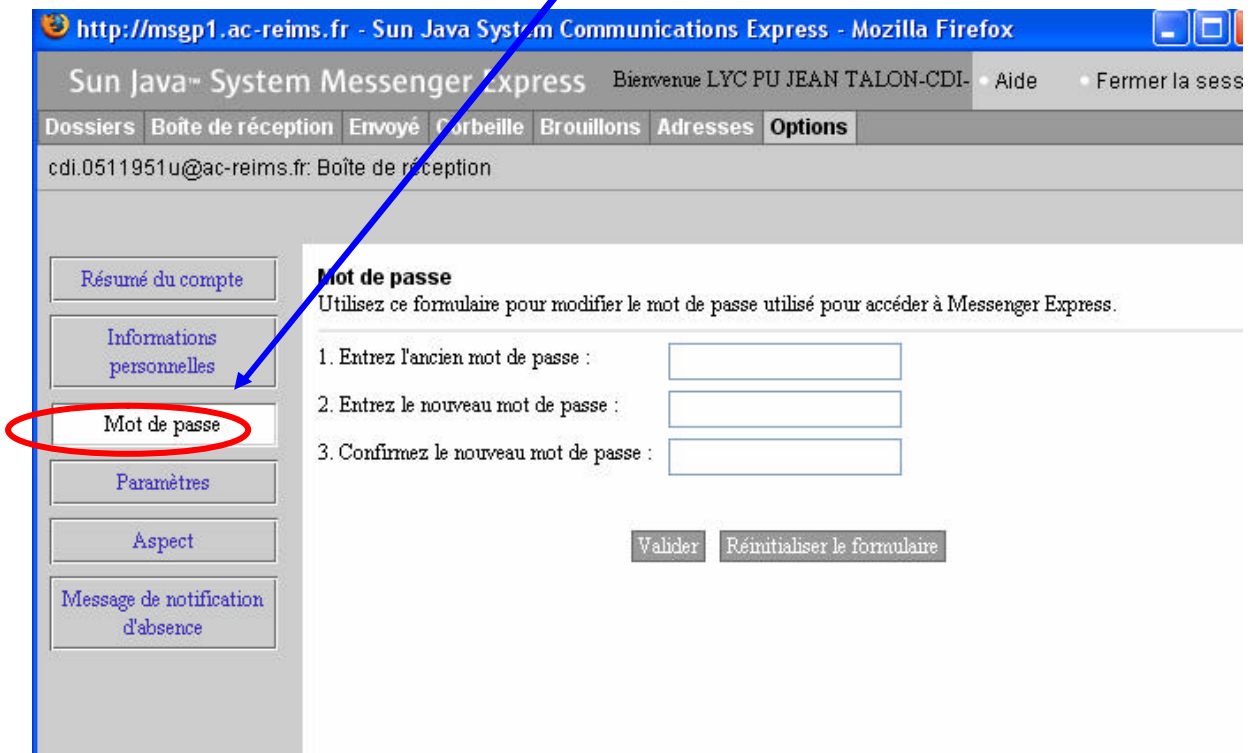 http://msgp1.ac-reims.fr - Sun Java System Communications Express - Mozilla Firefox
Sun Java™ System Messenger Express Bienvenue LYC PU JEAN TALON-CDI- Aide Fermer la sess
Dossiers Boîte de réception Envoyé Corbeille Brouillons Adresses Options
cdi.0511951u@ac-reims.fr: Boîte de réception
Résumé du compte
Informations
personnelles
Mot de passe
Paramètres
Aspect
Message de notification
d'absence
Mot de passe
Utilisez ce formulaire pour modifier le mot de passe utilisé pour accéder à Messenger Express.
1. Entrez l'ancien mot de passe :
2. Entrez le nouveau mot de passe :
3. Confirmez le nouveau mot de passe :
Valider Réinitialiser le formulaire